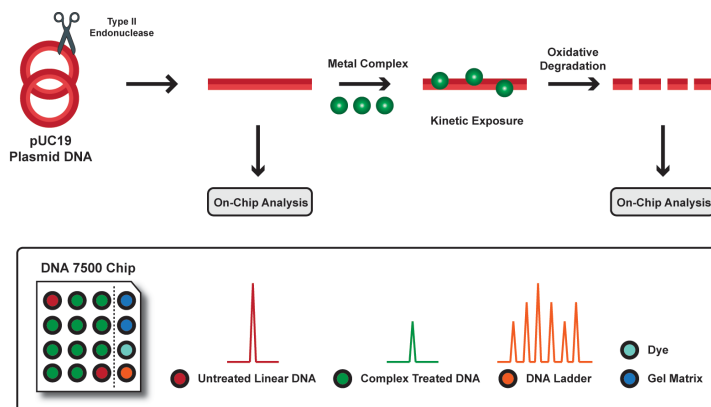 Type II
Endonuclease
pUC19
Plasmid DNA
Metal Complex
Kinetic Exposure
Oxidative
Degradation
On-Chip Analysis
On-Chip Analysis
DNA 7500 Chip
Untreated Linear DNA
Complex Treated DNA
DNA Ladder
Dye
Gel Matrix